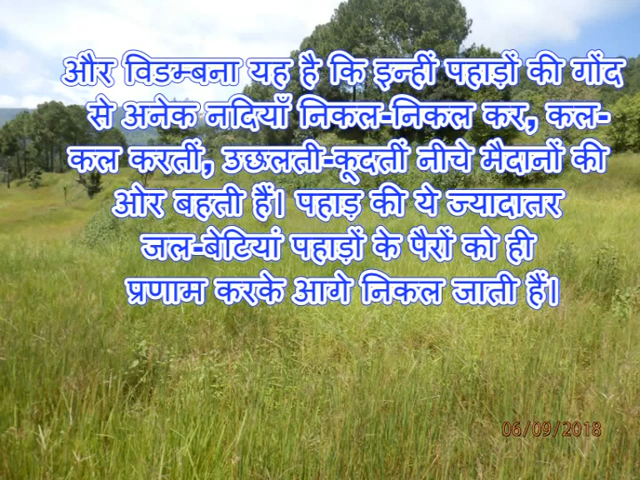 और विडम्बना यह है कि इन्हीं पहाड़ों की गोंद
से अनेक नदियाँ निकल-निकल कर, कल-
कल करतीं, उछलती-कूदतीं नीचे मैदानों की
ओर बहती हैं। पहाड़ की ये ज्यादातर
जल-बेटियां पहाड़ों के पैरों को ही
प्रणाम करके आगे निकल जाती हैं।
06/09/2018